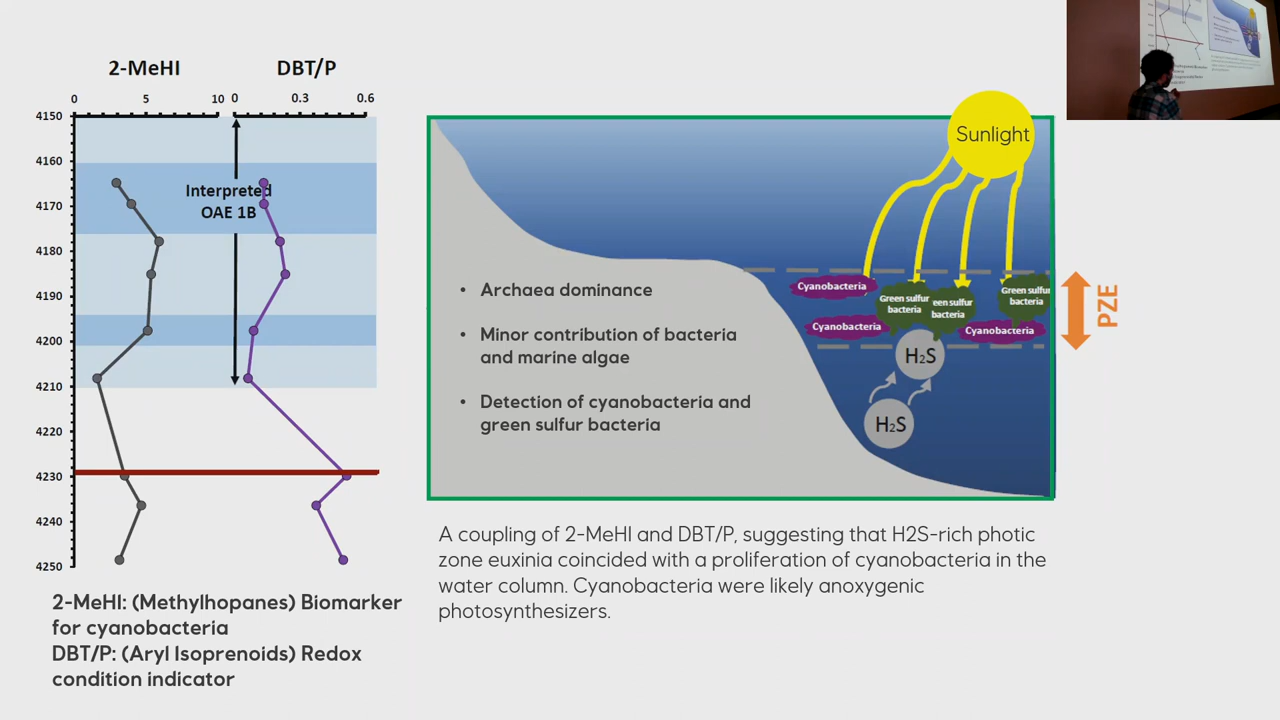 2-MeHI
DBT/P
0
5
10
0
0.3
0.6
4150
4160
4170
4180
4190
4200
4210
4220
4230
4240
4250
Interpreted
OAE 1B
2-MeHI: (Methylhopanes) Biomarker
for cyanobacteria
DBT/P: (Aryl Isoprenoids) Redox
condition indicator
Sunlight
• Archaea dominance
• Minor contribution of bacteria
and marine algae
• Detection of cyanobacteria and
green sulfur bacteria
Cyanobacteria
Cyanobacteria
Green sulfur
bacteria
een sulfur
bacteria
Green sulfur
bacteria
Cyanobacteria
H₂S
H₂S
PZE
A coupling of 2-MeHI and DBT/P, suggesting that H2S-rich photic
zone euxinia coincided with a proliferation of cyanobacteria in the
water column. Cyanobacteria were likely anoxygenic
photosynthesizers.